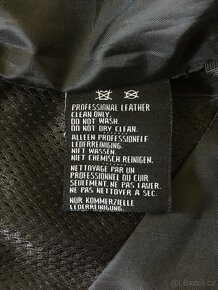 PROFESSIONAL LEATHER
CLEAN ONLY.
DO NOT WASH.
DO NOT DRY CLEAN.
ALLEEN PROFESSIONELE
LEDERREINIGING.
NIET WASSEN.
NIET CHEMISCH REINIGEN.
NETTOYAGE PAR UN
PROFESSIONNEL DU CUIR
SEULEMENT. NE PAS LAVER.
NE PAS NETTOYER A SEC.
NUR KOMMERZIELLE
LEDERREINIGUNG.